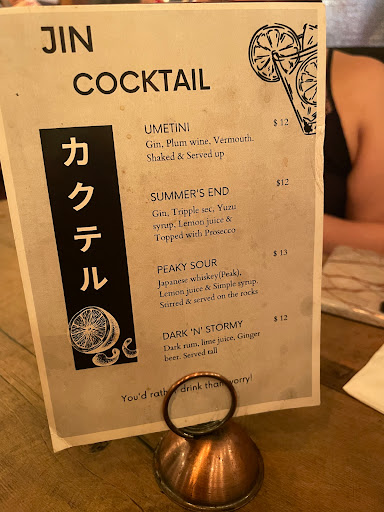 JIN
COCKTAIL
カクテル
UMETINI $ 12
Gin, Plum wine, Vermouth.
Shaked & Served up
SUMMER'S END $12
Gin, Tripple sec, Yuzu
syrup, Lemon juice &
Topped with Prosecco
PEAKY SOUR $ 13
Japanese whiskey(Peak),
Lemon juice & Simple syrup.
Stirred & served on the rocks
DARK 'N' STORMY $ 12
Dark rum, lime juice, Ginger
beer. Served tall
You'd rather drink than worry!